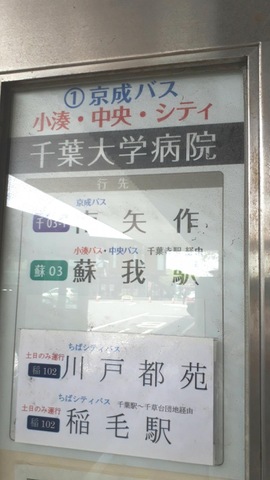 ①京成バス
小湊・中央・シティ
千葉大学病院
行先
京成バス
千03-1 南矢作
小湊バス・中央バス 千葉寺駅経由
蘇03 蘇我駅
ちばシティバス
土日のみ運行
稲102 川戸都苑
ちばシティバス
土日のみ運行 千葉駅〜千草台団地経由
稲102 稲毛駅